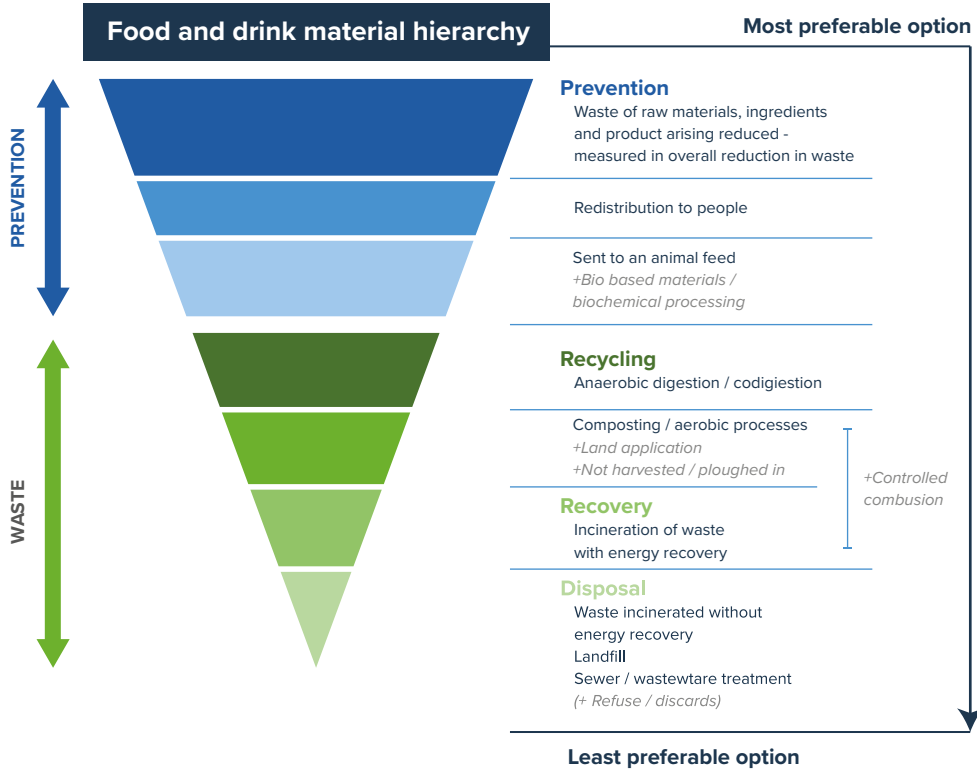 Food and drink material hierarchy
Most preferable option
PREVENTION
Prevention
Waste of raw materials, ingredients
and product arising reduced -
measured in overall reduction in waste
Redistribution to people
Sent to an animal feed
+Bio based materials /
biochemical processing
WASTE
Recycling
Anaerobic digestion / codigiestion
Composting / aerobic processes
+Land application
+Not harvested / ploughed in
+Controlled
combusion
Recovery
Incineration of waste
with energy recovery
Disposal
Waste incinerated without
energy recovery
Landfill
Sewer / wastewtare treatment
(+ Refuse / discards)
Least preferable option